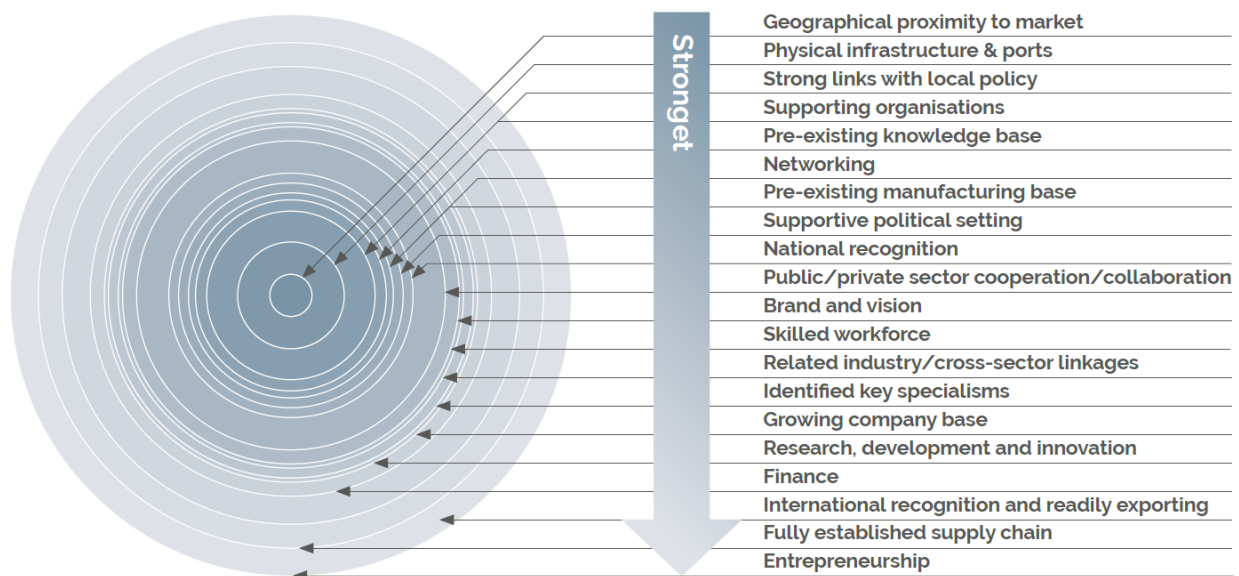 Stronget
Geographical proximity to market
Physical infrastructure & ports
Strong links with local policy
Supporting organisations
Pre-existing knowledge base
Networking
Pre-existing manufacturing base
Supportive political setting
National recognition
Public/private sector cooperation/collaboration
Brand and vision
Skilled workforce
Related industry/cross-sector linkages
Identified key specialisms
Growing company base
Research, development and innovation
Finance
International recognition and readily exporting
Fully established supply chain
Entrepreneurship